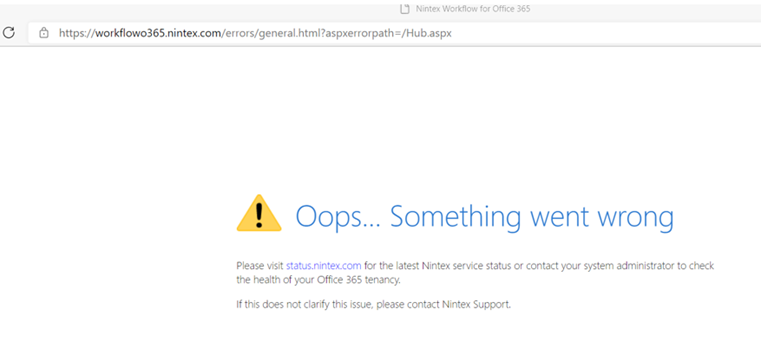 Nintex Workflow for Office 365
https://workflowo365.nintex.com/errors/general.html?aspxerrorpath=/Hub.aspx
Oops... Something went wrong
Please visit status.nintex.com for the latest Nintex service status or contact your system administrator to check
the health of your Office 365 tenancy.
If this does not clarify this issue, please contact Nintex Support.